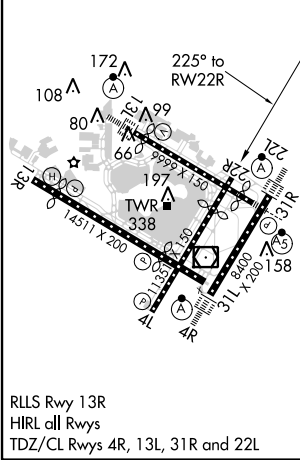 225° to
RW22R
172
A
108
80
13L
99
66
V
9999 X 150
22R
22L
A
31R
13R
H
P
197
TWR
338
14511 X 200
11351 X 150
P
P
8400
X 200
158
31L
4L
A
4R
RLLS Rwy 13R
HIRL all Rwys
TDZ/CL Rwys 4R, 13L, 31R and 22L